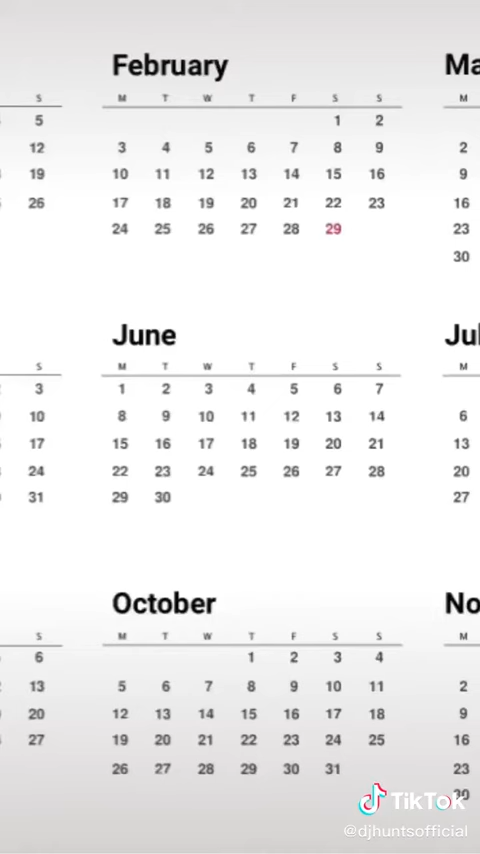 February Ma
S M T W T F S S M
5 1 2
12 3 4 5 6 7 8 9 2
19 10 11 12 13 14 15 16 9
26 17 18 19 20 21 22 23 16
24 25 26 27 28 29 23
30
June Jul
S M T W T F S S M
3 1 2 3 4 5 6 7
10 8 9 10 11 12 13 14 6
17 15 16 17 18 19 20 21 13
24 22 23 24 25 26 27 28 20
31 29 30 27
October No
S M T W T F S S M
6 1 2 3 4
13 5 6 7 8 9 10 11 2
20 12 13 14 15 16 17 18 9
27 19 20 21 22 23 24 25 16
26 27 28 29 30 31 23
30
TikTok
@djhuntsofficial